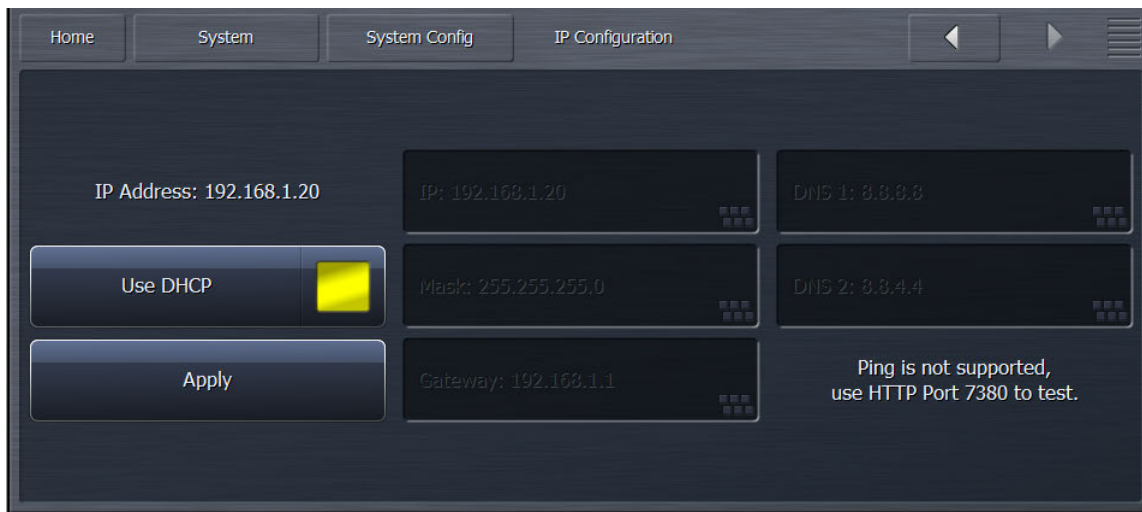 Home
System
System Config
IP Configuration
IP Address: 192.168.1.20
IP: 192.168.1.20
DNS 1: 8.8.8.8
Use DHCP
Mask: 255.255.255.0
DNS 2: 8.8.4.4
Apply
Gateway: 192.168.1.1
Ping is not supported,
use HTTP Port 7380 to test.